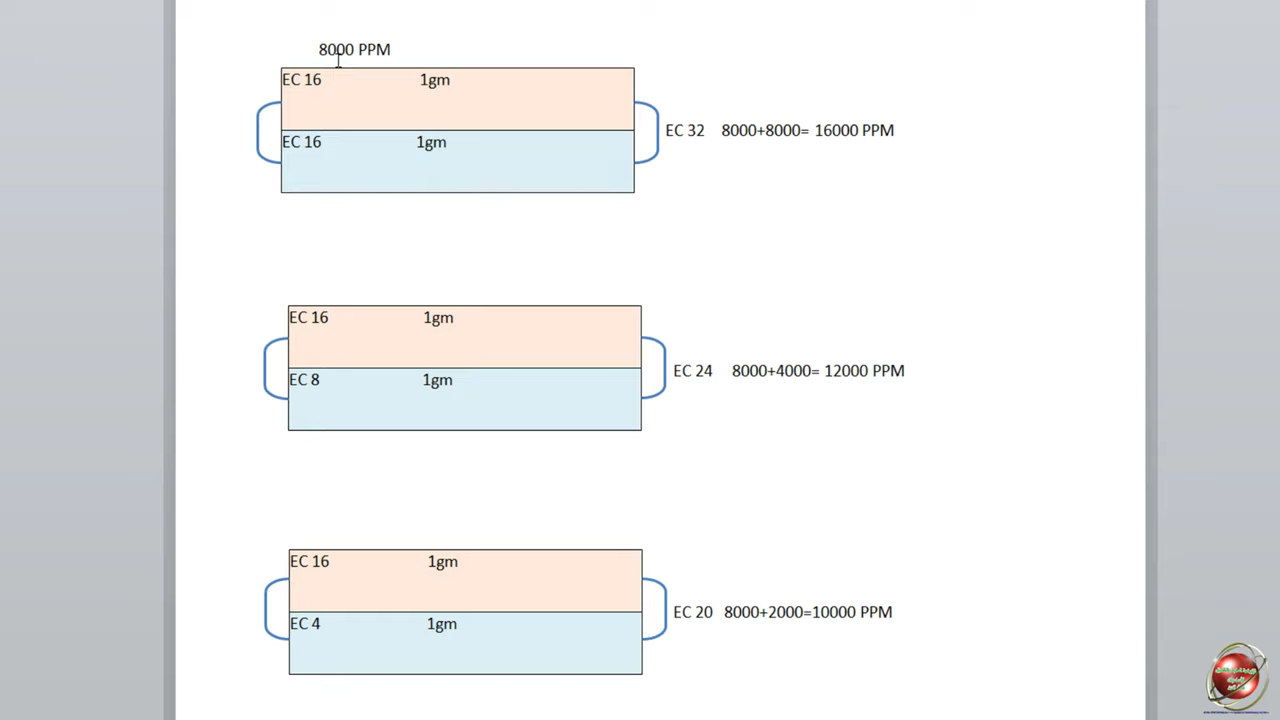 8000 PPM
EC 16 1gm
EC 16 1gm
EC 32 8000+8000= 16000 PPM
EC 16 1gm
EC 8 1gm
EC 24 8000+4000= 12000 PPM
EC 16 1gm
EC 4 1gm
EC 20 8000+2000=10000 PPM